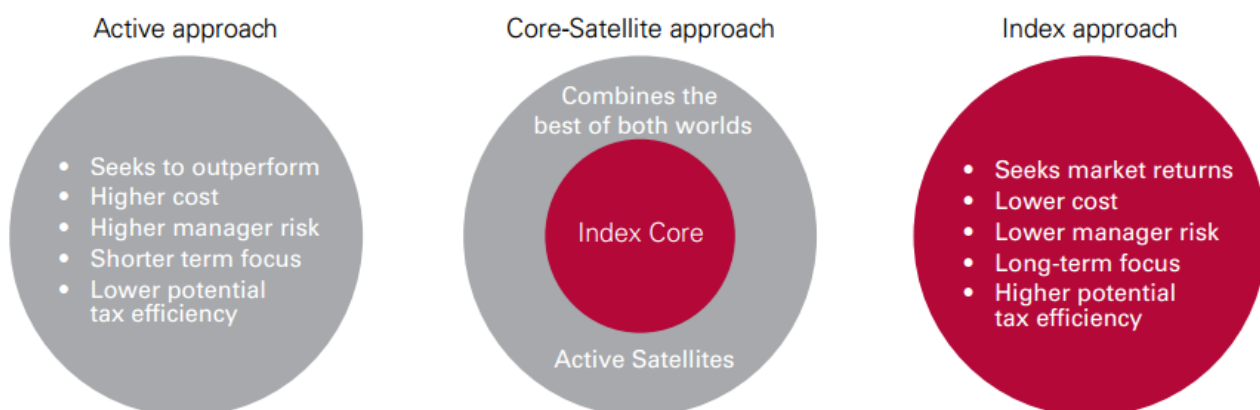 Active approach
• Seeks to outperform
• Higher cost
• Higher manager risk
• Shorter term focus
• Lower potential
tax efficiency
Core-Satellite approach
Combines the
best of both worlds
Index Core
Active Satellites
Index approach
• Seeks market returns
• Lower cost
• Lower manager risk
• Long-term focus
• Higher potential
tax efficiency